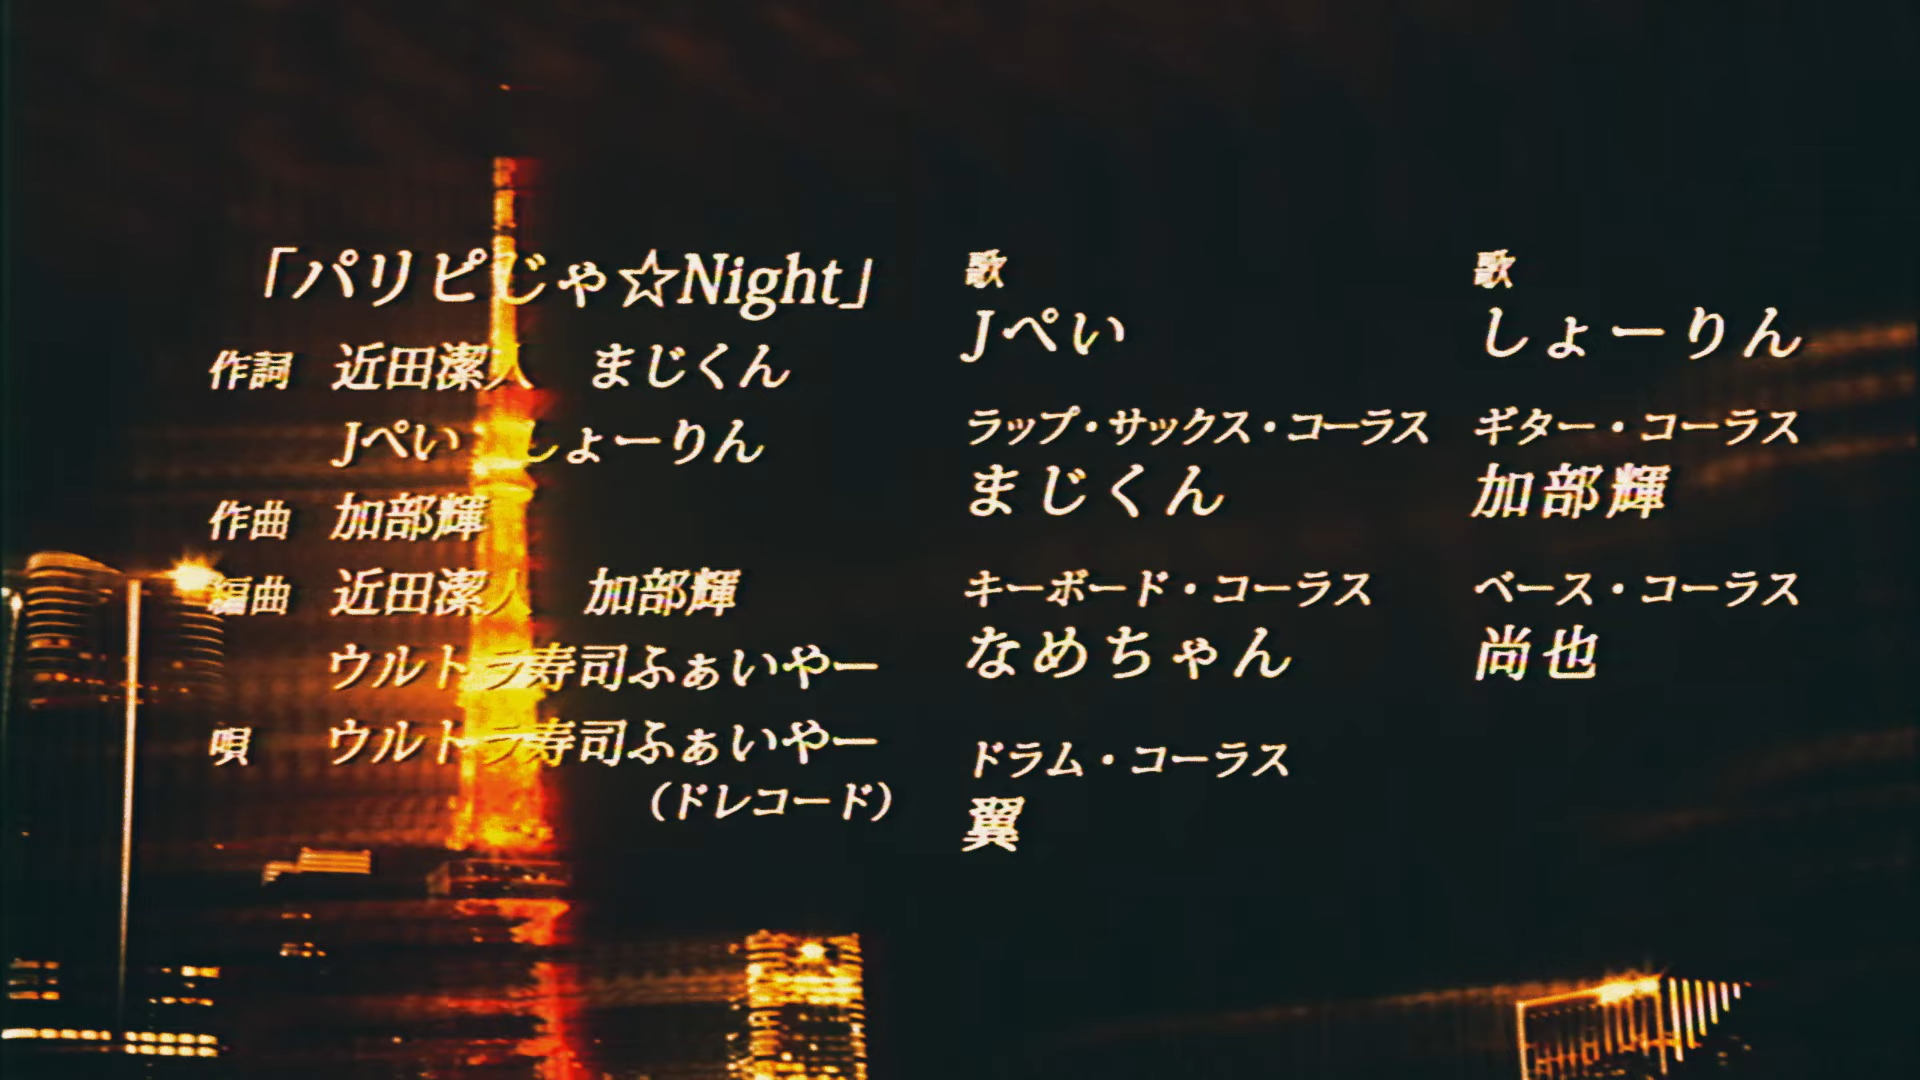 「パリピじゃ☆Night」
作詞 近田潔人 まじくん
Jぺい しょーりん
作曲 加部輝
編曲 近田潔人 加部輝
ウルトラ寿司ふぁいやー
唄 ウルトラ寿司ふぁいやー
（ドレコード）
歌
Jぺい
ラップ・サックス・コーラス
まじくん
キーボード・コーラス
なめちゃん
ドラム・コーラス
翼
歌
しょーりん
ギター・コーラス
加部輝
ベース・コーラス
尚也